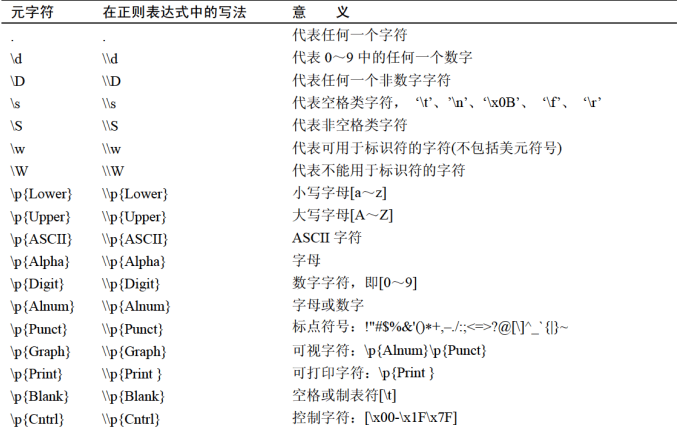 元字符 在正则表达式中的写法 意 义
. . 代表任何一个字符
\d \\d 代表 0～9 中的任何一个数字
\D \\D 代表任何一个非数字字符
\s \\s 代表空格类字符， ‘\t’、’\n’、‘\x0B’、 ‘\f’、 ‘\r’
\S \\S 代表非空格类字符
\w \\w 代表可用于标识符的字符(不包括美元符号)
\W \\W 代表不能用于标识符的字符
\p{Lower} \\p{Lower} 小写字母[a～z]
\p{Upper} \\p{Upper} 大写字母[A～Z]
\p{ASCII} \\p{ASCII} ASCII 字符
\p{Alpha} \\p{Alpha} 字母
\p{Digit} \\p{Digit} 数字字符，即[0～9]
\p{Alnum} \\p{Alnum} 字母或数字
\p{Punct} \\p{Punct} 标点符号：!"#$%&'()∗+,–./:;<=>?@[\]^_`{|}~
\p{Graph} \\p{Graph} 可视字符：\p{Alnum}\p{Punct}
\p{Print} \\p{Print } 可打印字符：\p{Print }
\p{Blank} \\p{Blank} 空格或制表符[\t]
\p{Cntrl} \\p{Cntrl} 控制字符：[\x00-\x1F\x7F]